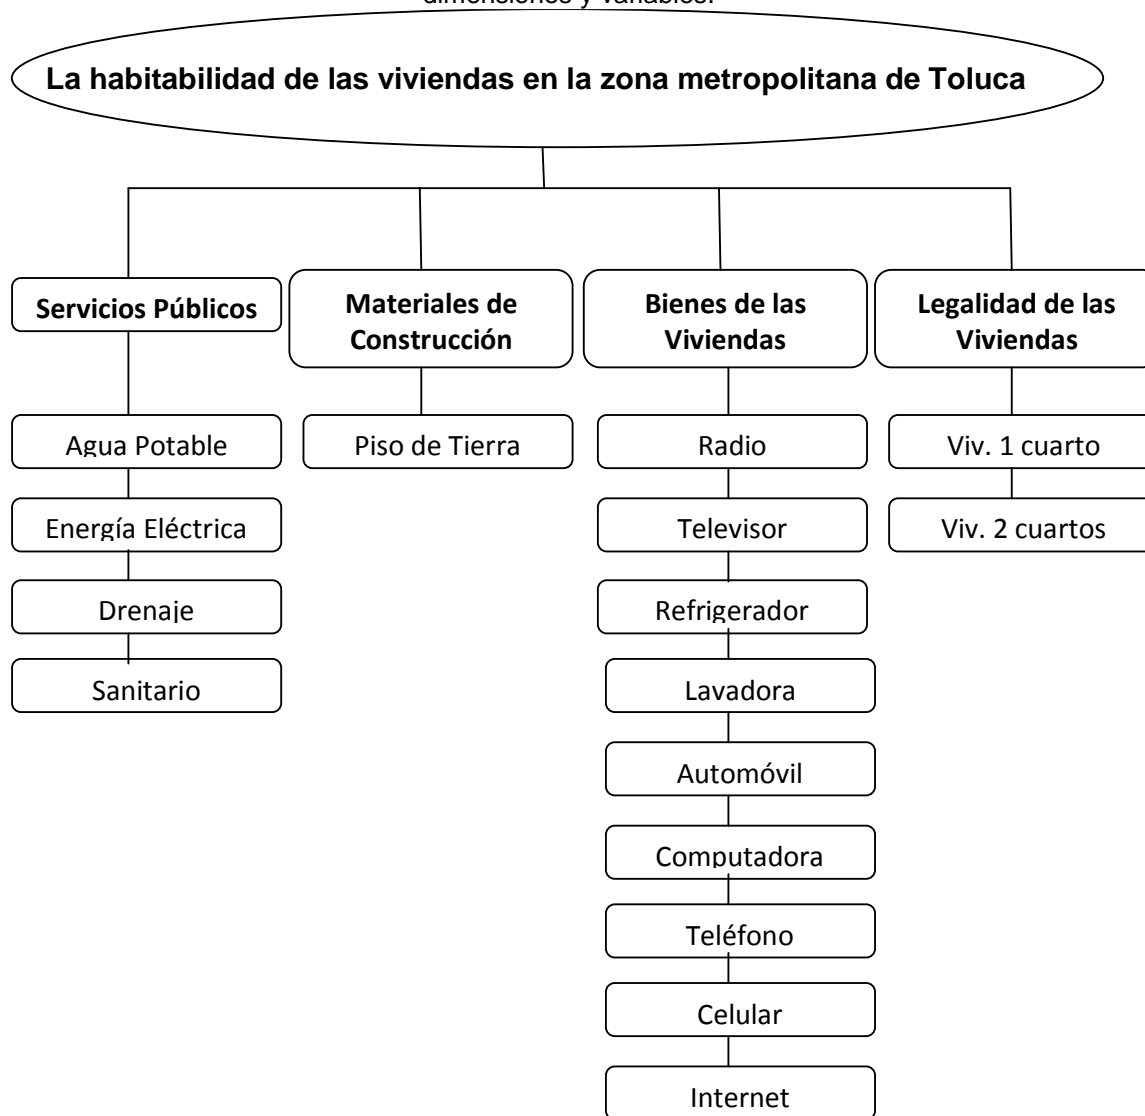 dimensiones y variables.
La habitabilidad de las viviendas en la zona metropolitana de Toluca
Servicios Públicos
Agua Potable
Energía Eléctrica
Drenaje
Sanitario
Materiales de
Construcción
Piso de Tierra
Bienes de las
Viviendas
Radio
Televisor
Refrigerador
Lavadora
Automóvil
Computadora
Teléfono
Celular
Internet
Legalidad de las
Viviendas
Viv. 1 cuarto
Viv. 2 cuartos